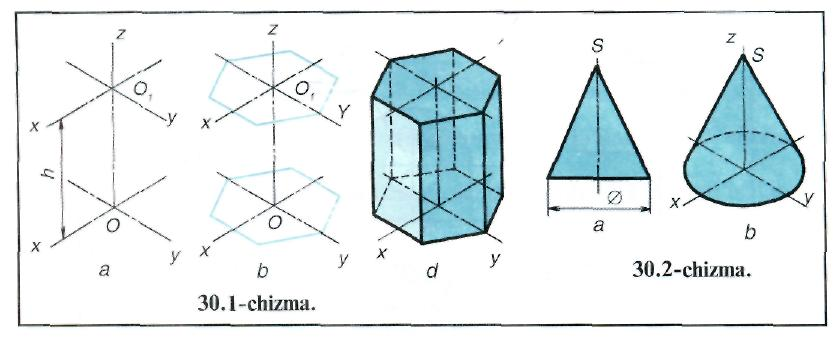 z
O₁
x
y
h
O
x
y
a
z
O₁
x
Y
O
x
y
b
x
y
d
30.1-chizma.
S
Ø
a
z
S
x
y
b
30.2-chizma.